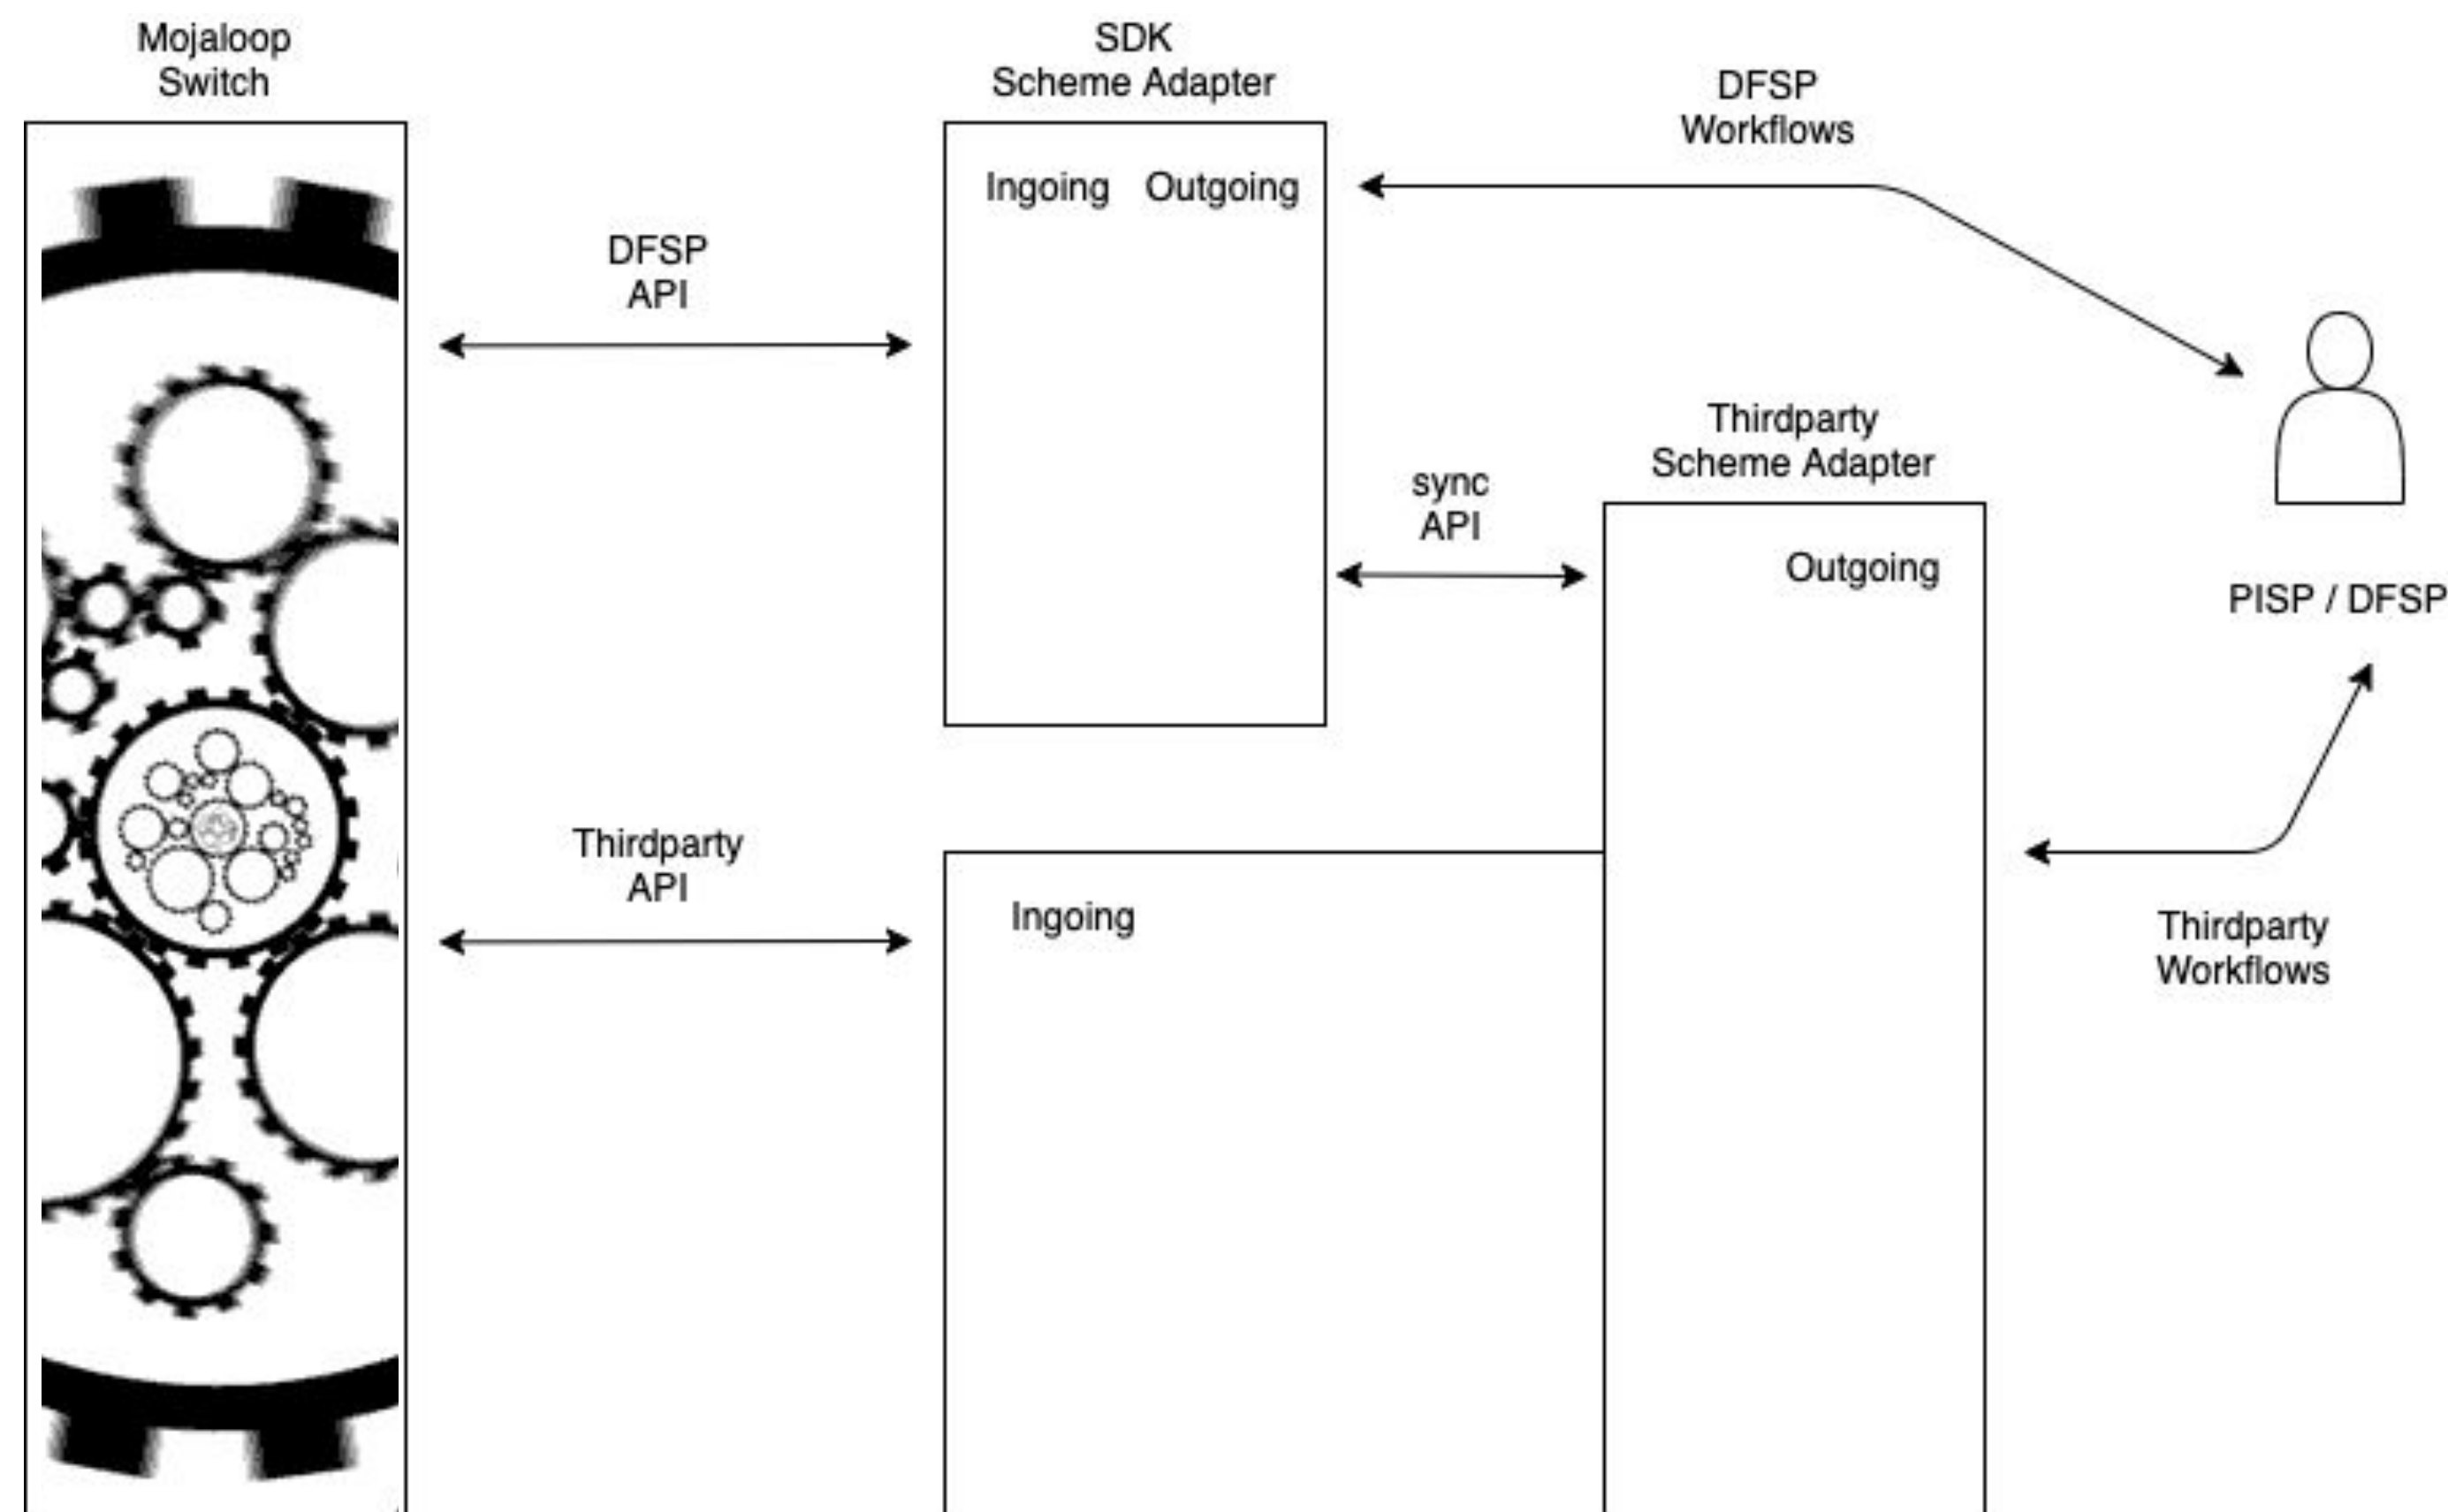 Mojaloop
Switch
SDK
Scheme Adapter
DFSP
Workflows
Ingoing
Outgoing
DFSP
API
Thirdparty
Scheme Adapter
sync
API
Outgoing
PISP / DFSP
Thirdparty
API
Ingoing
Thirdparty
Workflows